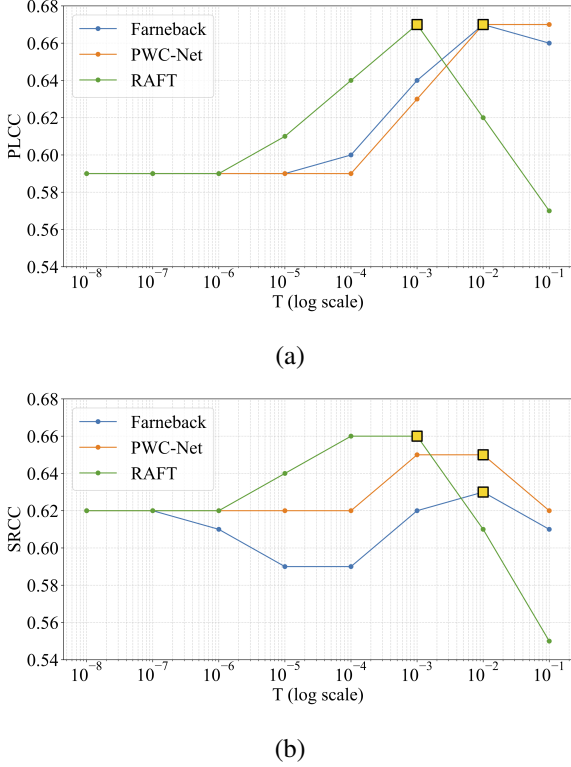 0.68
0.66
0.64
0.62
0.60
0.58
0.56
0.54
PLCC
Farneback
PWC-Net
RAFT
10⁻⁸ 10⁻⁷ 10⁻⁶ 10⁻⁵ 10⁻⁴ 10⁻³ 10⁻² 10⁻¹
T (log scale)
(a)
0.68
0.66
0.64
0.62
0.60
0.58
0.56
0.54
SRCC
Farneback
PWC-Net
RAFT
10⁻⁸ 10⁻⁷ 10⁻⁶ 10⁻⁵ 10⁻⁴ 10⁻³ 10⁻² 10⁻¹
T (log scale)
(b)